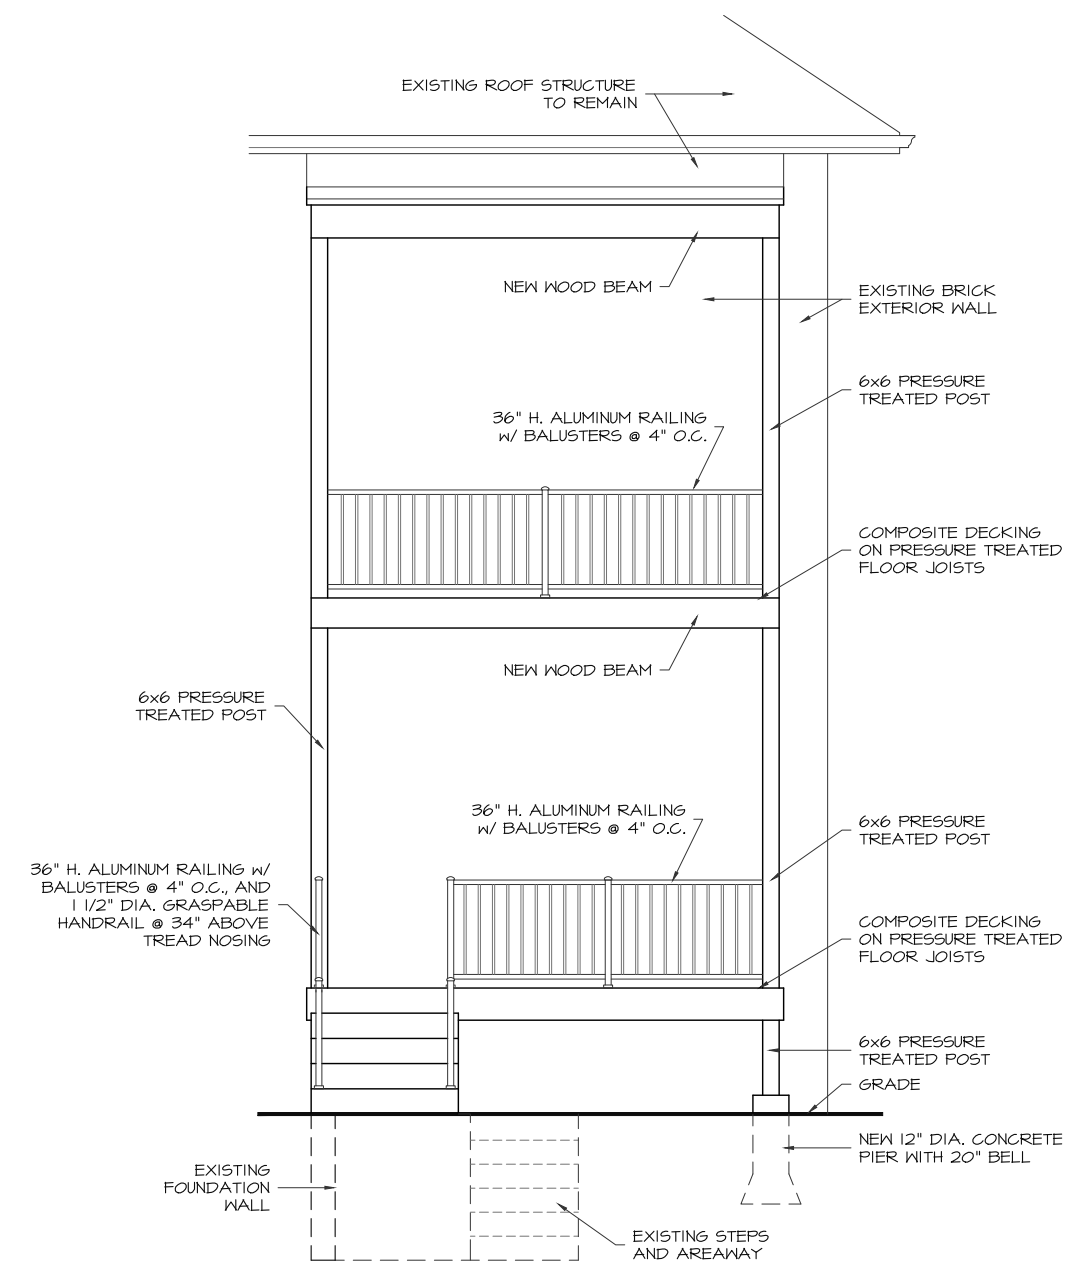 EXISTING ROOF STRUCTURE
TO REMAIN
NEW WOOD BEAM
EXISTING BRICK
EXTERIOR WALL
6x6 PRESSURE
TREATED POST
36" H. ALUMINUM RAILING
w/ BALUSTERS @ 4" O.C.
COMPOSITE DECKING
ON PRESSURE TREATED
FLOOR JOISTS
NEW WOOD BEAM
6x6 PRESSURE
TREATED POST
36" H. ALUMINUM RAILING
w/ BALUSTERS @ 4" O.C.
6x6 PRESSURE
TREATED POST
36" H. ALUMINUM RAILING w/
BALUSTERS @ 4" O.C., AND
1 1/2" DIA. GRASPABLE
HANDRAIL @ 34" ABOVE
TREAD NOSING
COMPOSITE DECKING
ON PRESSURE TREATED
FLOOR JOISTS
6x6 PRESSURE
TREATED POST
GRADE
NEW 12" DIA. CONCRETE
PIER WITH 20" BELL
EXISTING
FOUNDATION
WALL
EXISTING STEPS
AND AREAWAY